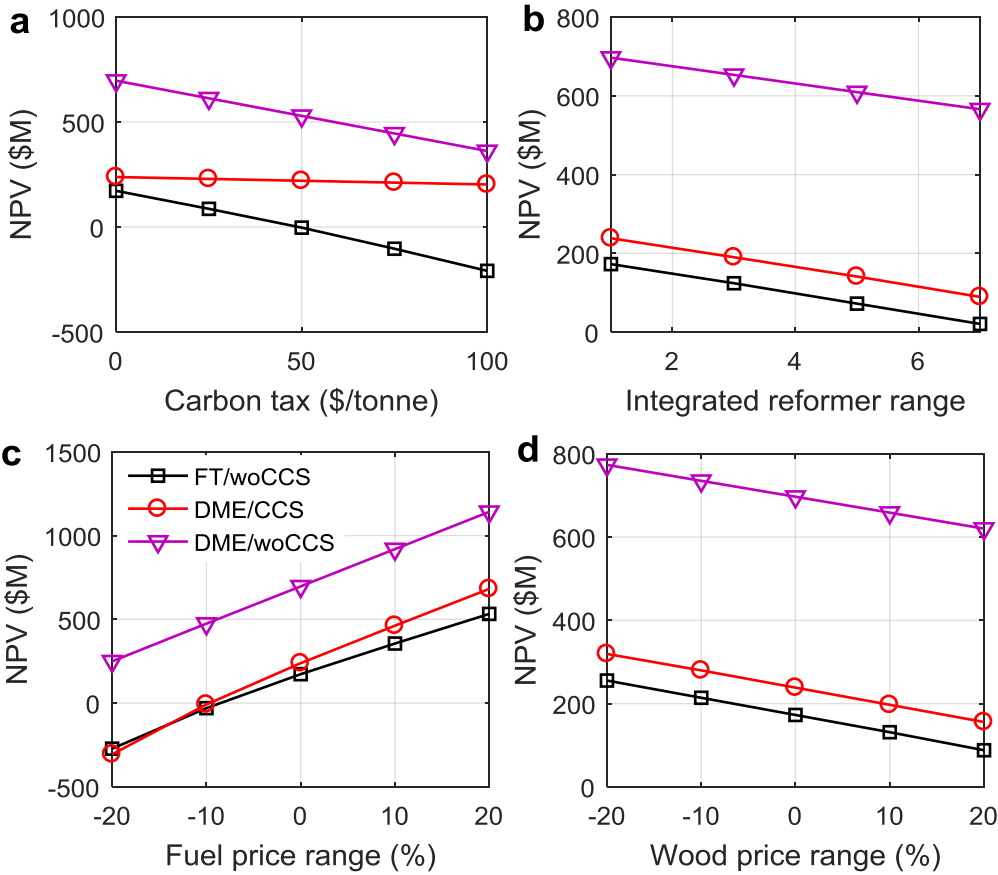 a
1000
500
0
-500
NPV ($M)
0
50
100
Carbon tax ($/tonne)
b
800
600
400
200
0
NPV ($M)
2
4
6
Integrated reformer range
c
1500
1000
500
0
-500
NPV ($M)
FT/woCCS
DME/CCS
DME/woCCS
-20
-10
0
10
20
Fuel price range (%)
d
800
600
400
200
0
NPV ($M)
-20
-10
0
10
20
Wood price range (%)